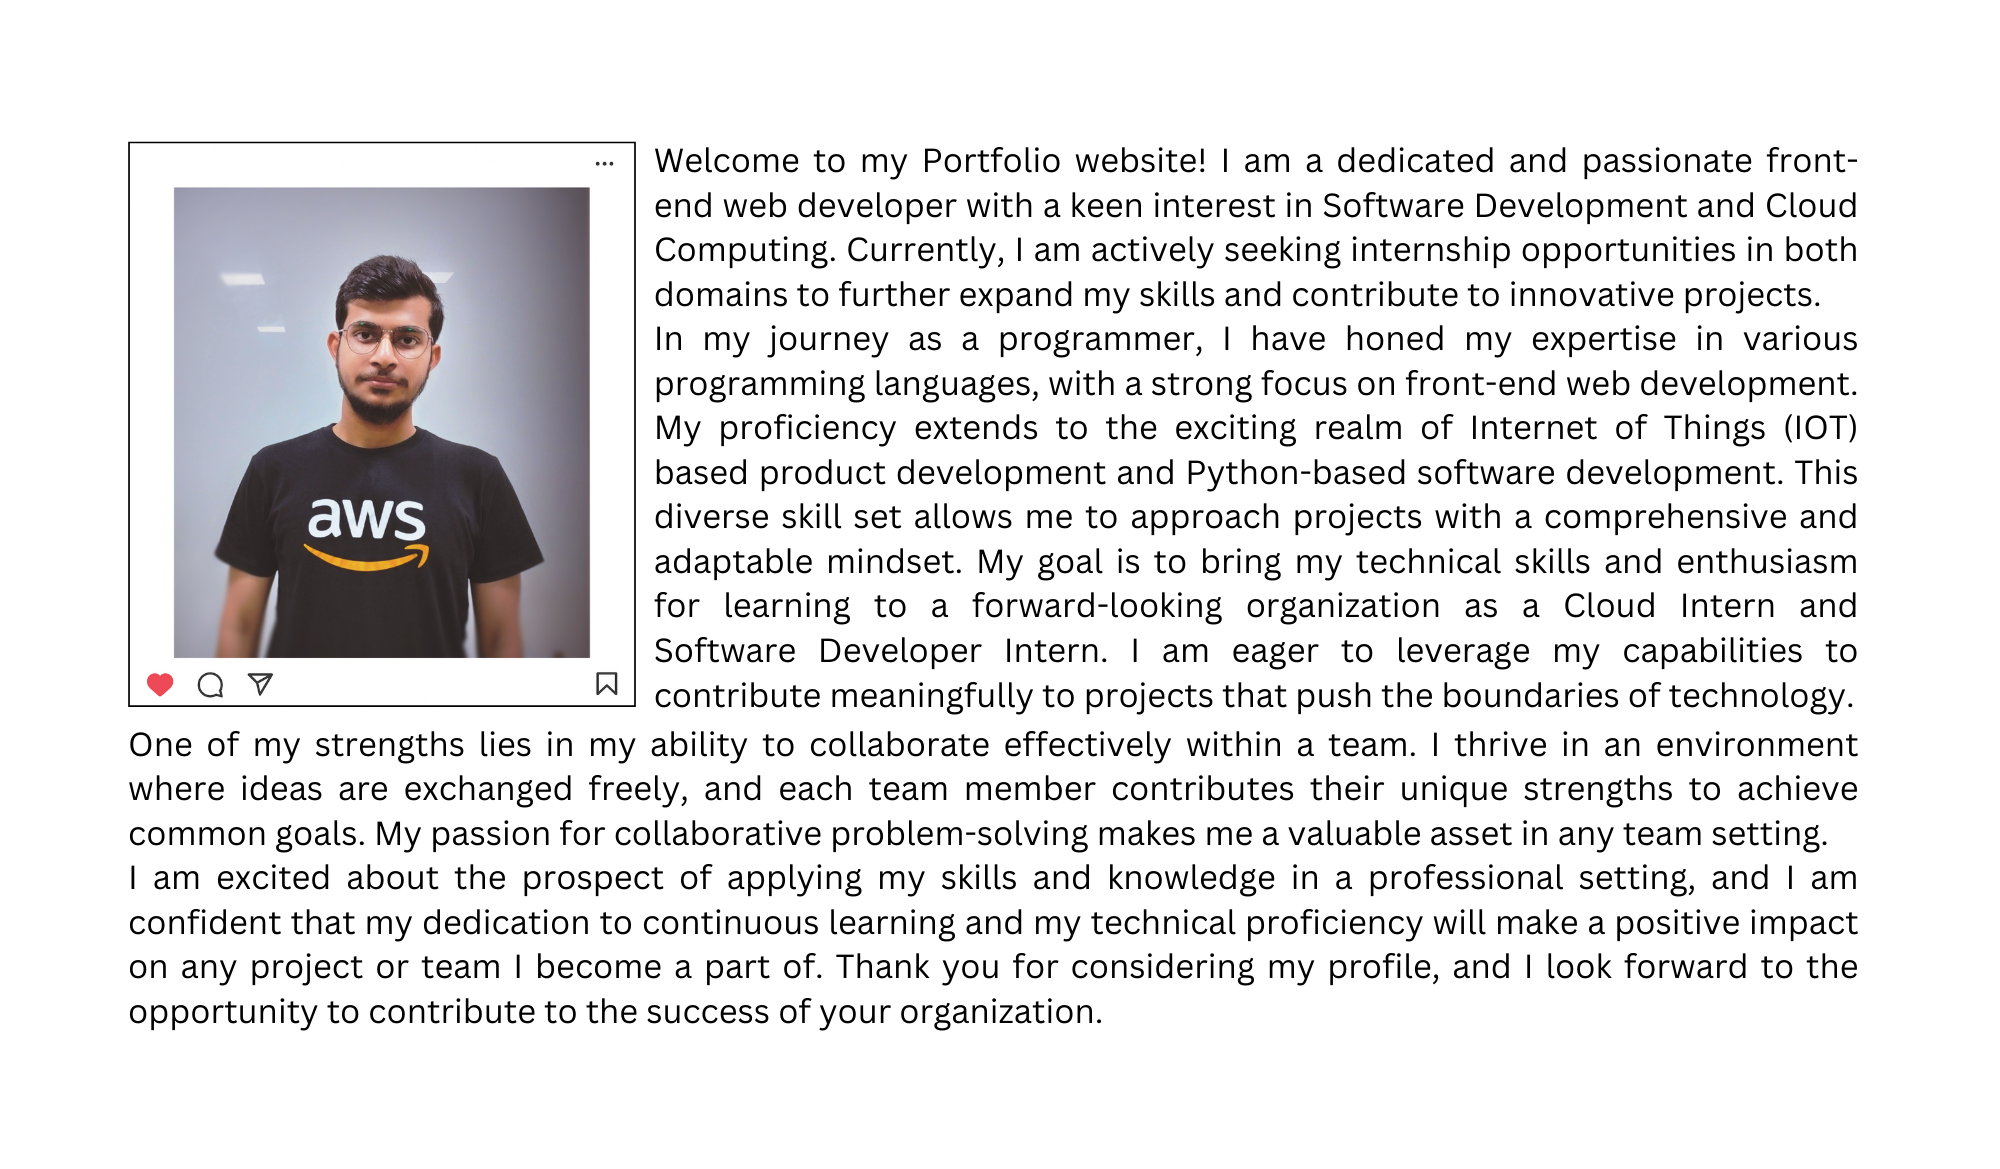 Welcome to my Portfolio website! I am a dedicated and passionate front-
end web developer with a keen interest in Software Development and Cloud
Computing. Currently, I am actively seeking internship opportunities in both
domains to further expand my skills and contribute to innovative projects.
In my journey as a programmer, I have honed my expertise in various
programming languages, with a strong focus on front-end web development.
My proficiency extends to the exciting realm of Internet of Things (IOT)
based product development and Python-based software development. This
diverse skill set allows me to approach projects with a comprehensive and
adaptable mindset. My goal is to bring my technical skills and enthusiasm
for learning to a forward-looking organization as a Cloud Intern and
Software Developer Intern. I am eager to leverage my capabilities to
contribute meaningfully to projects that push the boundaries of technology.
aws
One of my strengths lies in my ability to collaborate effectively within a team. I thrive in an environment
where ideas are exchanged freely, and each team member contributes their unique strengths to achieve
common goals. My passion for collaborative problem-solving makes me a valuable asset in any team setting.
I am excited about the prospect of applying my skills and knowledge in a professional setting, and I am
confident that my dedication to continuous learning and my technical proficiency will make a positive impact
on any project or team I become a part of. Thank you for considering my profile, and I look forward to the
opportunity to contribute to the success of your organization.